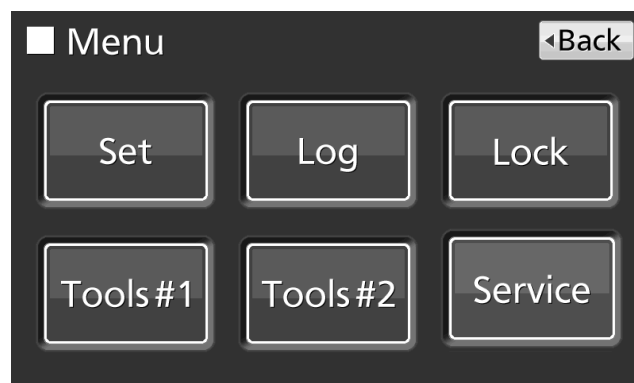 Menu
◂Back
Set
Log
Lock
Tools #1
Tools #2
Service